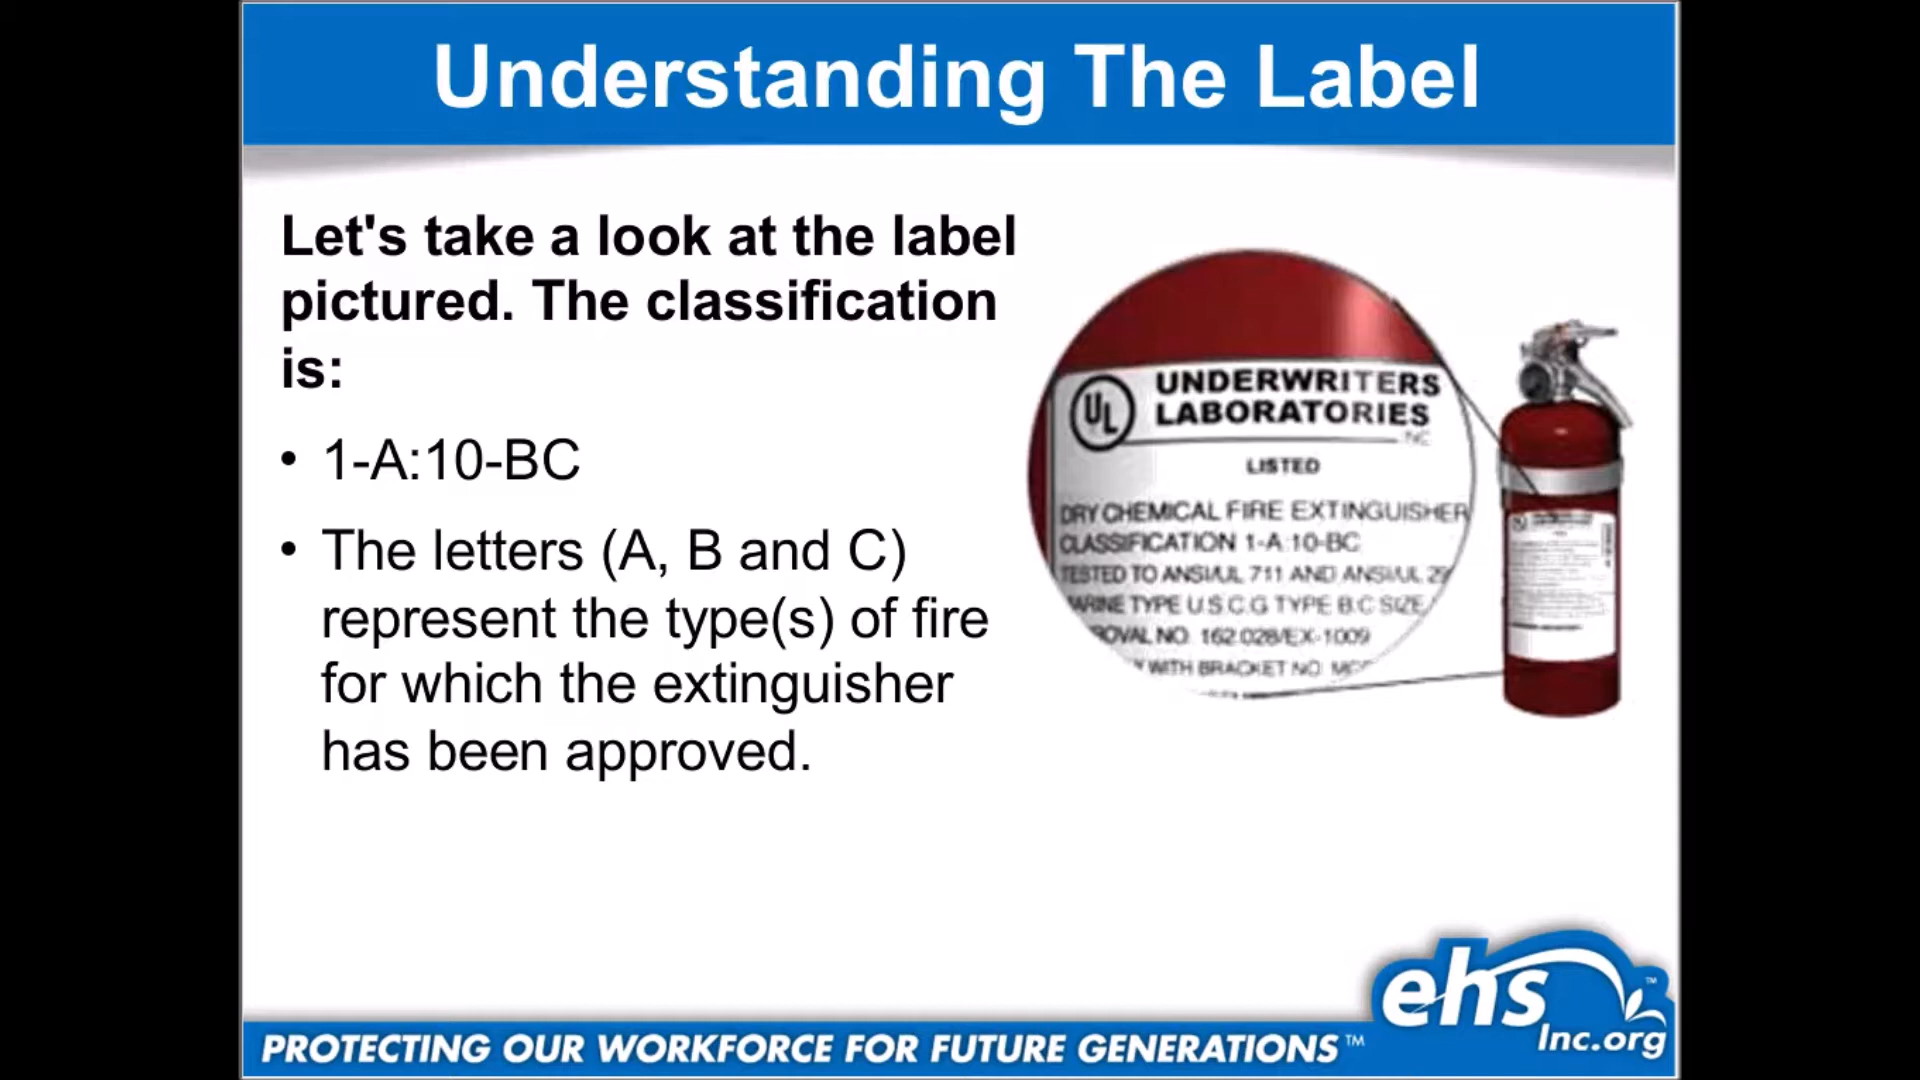 Understanding The Label
Let's take a look at the label
pictured. The classification
is:
• 1-A:10-BC
• The letters (A, B and C)
represent the type(s) of fire
for which the extinguisher
has been approved.
UL
UNDERWRITERS
LABORATORIES
INC
LISTED
DRY CHEMICAL FIRE EXTINGUISHER
CLASSIFICATION 1-A:10-BC
TESTED TO ANSI/UL 711 AND ANSI/UL
TYPE U.S.C.G TYPE B:C SIZE
NO. 162.028/EX-1009
WITH BRACKET NO.
ehs™
Inc.org
PROTECTING OUR WORKFORCE FOR FUTURE GENERATIONS™